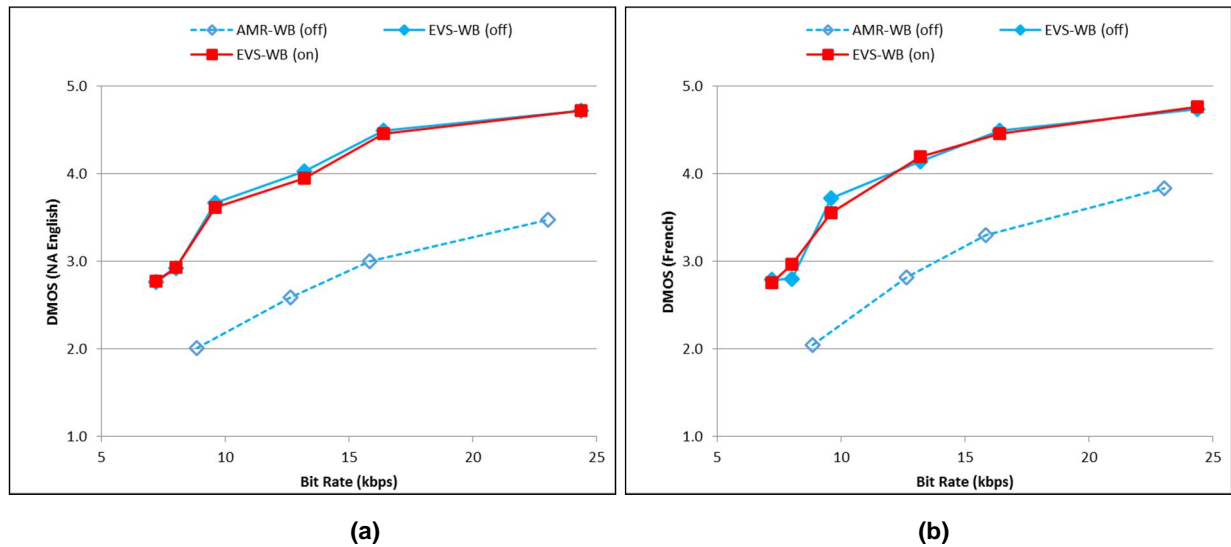 AMR-WB (off) EVS-WB (off)
EVS-WB (on)
5.0
4.0
3.0
2.0
1.0
5 10 15 20 25
DMOS (NA English)
Bit Rate (kbps)
(a)
AMR-WB (off) EVS-WB (off)
EVS-WB (on)
5.0
4.0
3.0
2.0
1.0
5 10 15 20 25
DMOS (French)
Bit Rate (kbps)
(b)